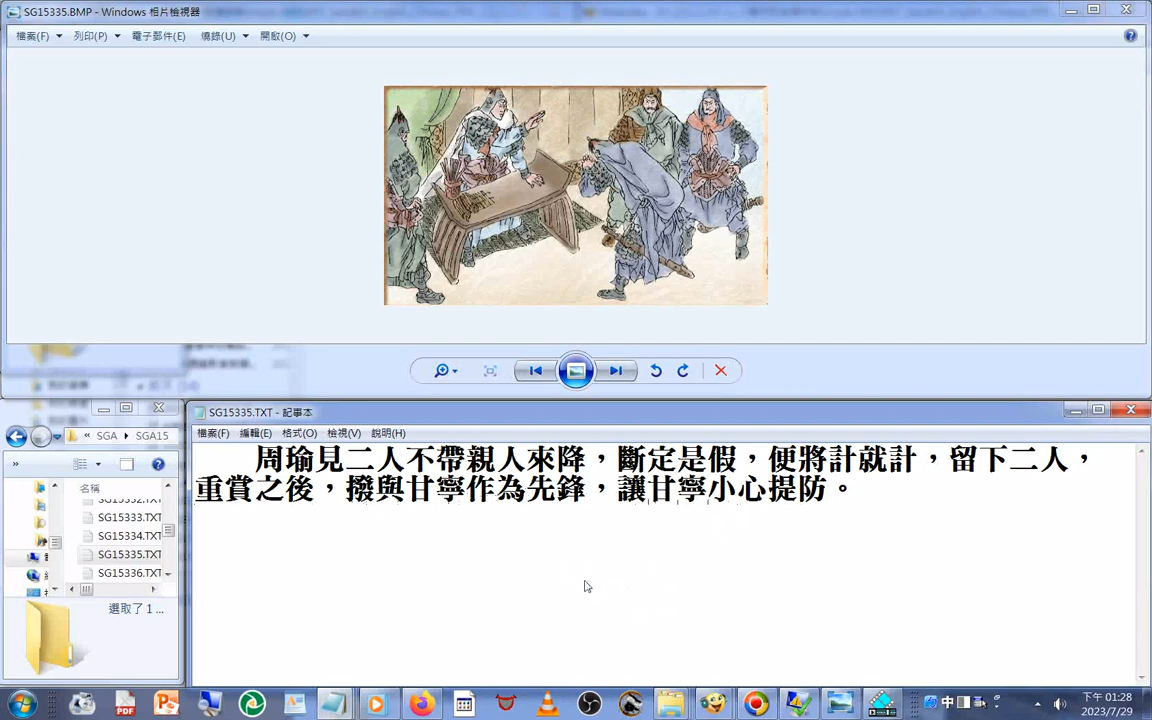 SG15335.BMP - Windows 相片檢視器
檔案(F) 列印(P) 電子郵件(E) 燒錄(U) 開啟(O)
SG15335.TXT - 記事本
« SGA SGA15
檔案(F) 編輯(E) 格式(O) 檢視(V) 說明(H)
周瑜見二人不帶親人來降，斷定是假，便將計就計，留下二人，
重賞之後，撥與甘寧作為先鋒，讓甘寧小心提防。
»
名稱
SG15332.TXT
SG15333.TXT
SG15334.TXT
SG15335.TXT
SG15336.TXT
選取了 1 ...
中
下午 01:28
2023/7/29